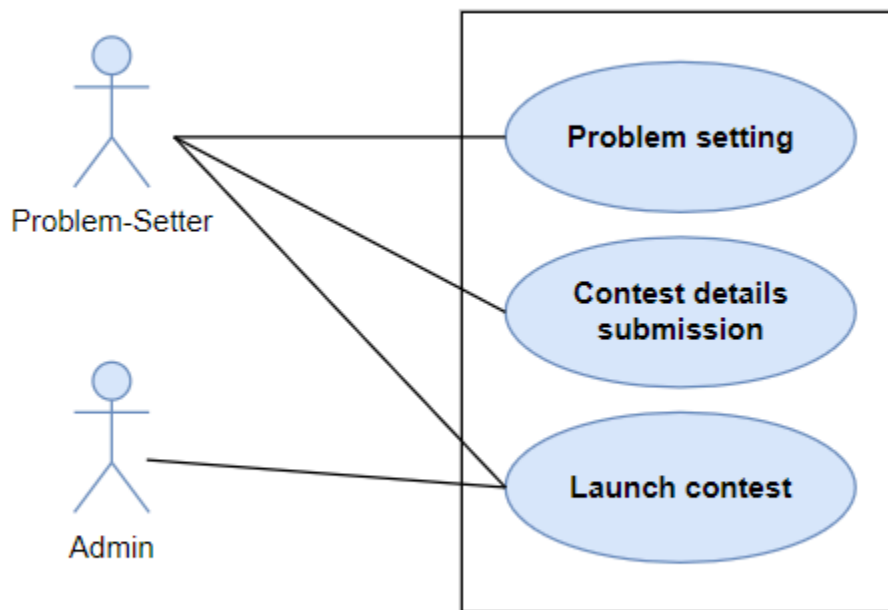 Problem setting
Problem-Setter
Contest details
submission
Launch contest
Admin